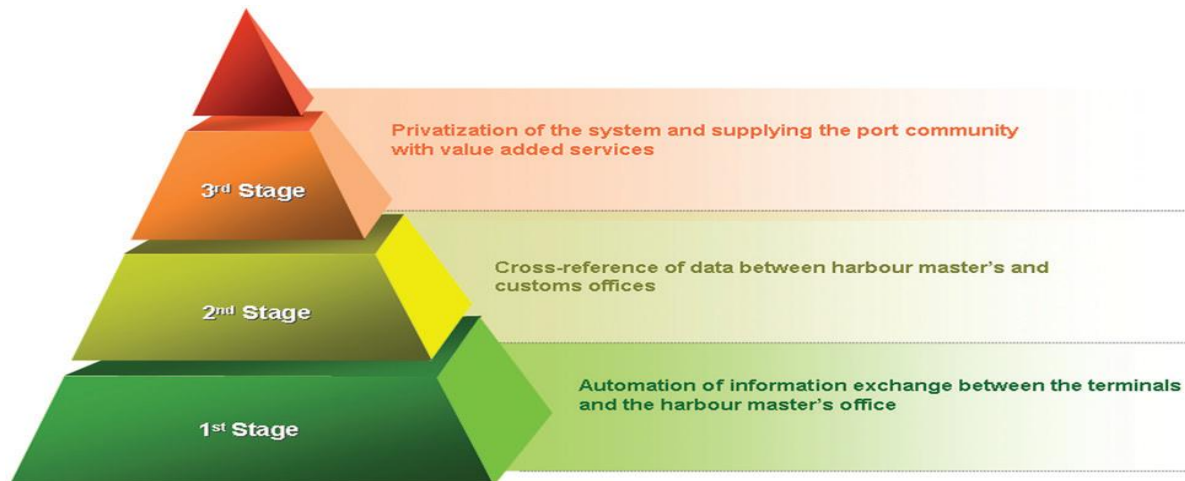 Privatization of the system and supplying the port community
with value added services
3rd Stage
Cross-reference of data between harbour master's and
customs offices
2nd Stage
Automation of information exchange between the terminals
and the harbour master's office
1st Stage